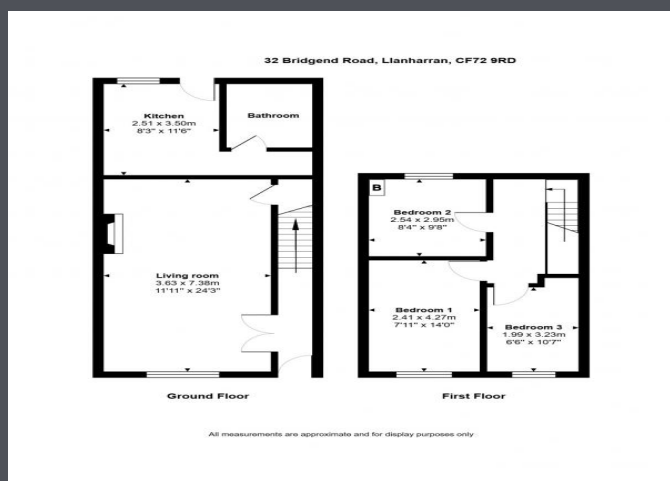 32 Bridgend Road, Llanharran, CF72 9RD
Kitchen
2.51 x 3.50m
8'3" x 11'6"
Bathroom
Living room
3.63 x 7.38m
11'11" x 24'3"
Ground Floor
B
Bedroom 2
2.54 x 2.95m
8'4" x 9'8"
Bedroom 1
2.41 x 4.27m
7'11" x 14'0"
Bedroom 3
1.99 x 3.23m
6'6" x 10'7"
First Floor
All measurements are approximate and for display purposes only